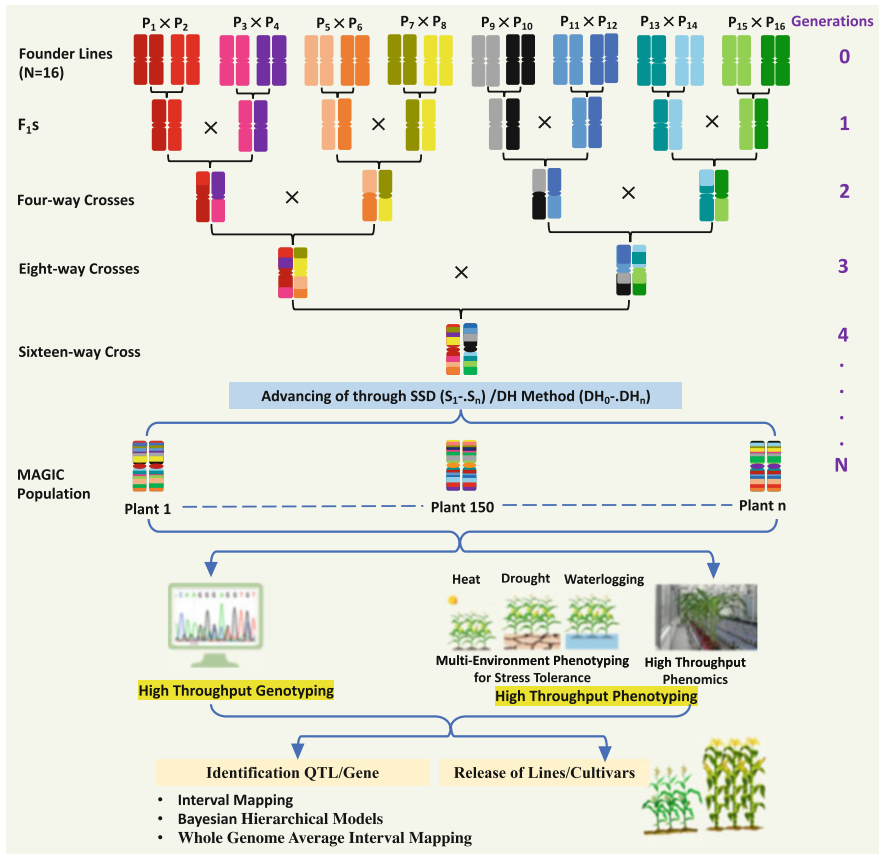 P₁ × P₂ P₃ × P₄ P₅ × P₆ P₇ × P₈ P₉ × P₁₀ P₁₁ × P₁₂ P₁₃ × P₁₄ P₁₅ × P₁₆ Generations
Founder Lines
(N=16)
0
F₁s × × × × 1
Four-way Crosses × × 2
Eight-way Crosses × 3
Sixteen-way Cross 4
.
Advancing of through SSD (S₁-.Sₙ) /DH Method (DH₀-.DHₙ)
.
.
.
MAGIC
Population
N
Plant 1 Plant 150 Plant n
Heat Drought Waterlogging
C A A G G G A G G T G T
Multi-Environment Phenotyping
for Stress Tolerance
High Throughput
Phenomics
High Throughput Genotyping
High Throughput Phenotyping
Identification QTL/Gene Release of Lines/Cultivars
• Interval Mapping
• Bayesian Hierarchical Models
• Whole Genome Average Interval Mapping